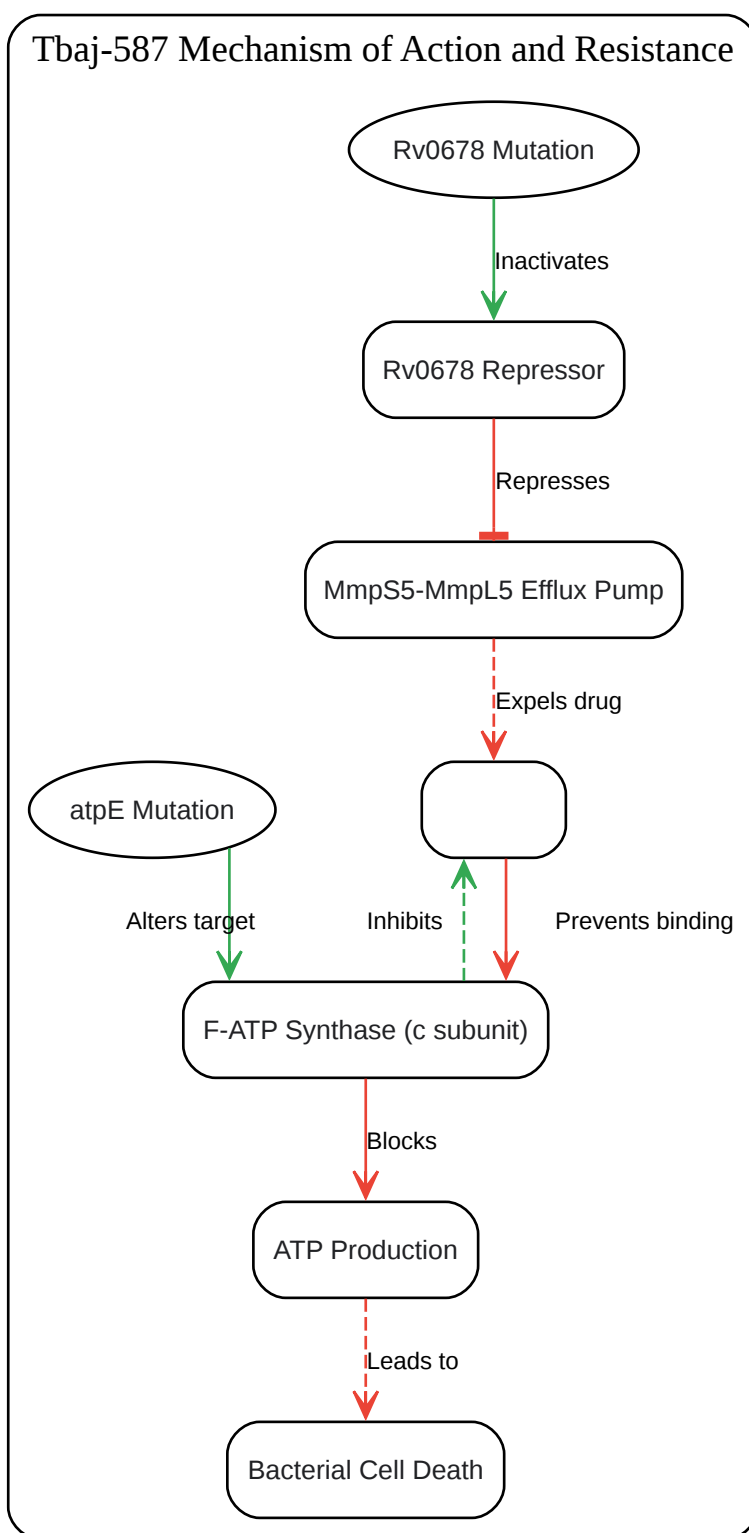 Tbaj-587 Mechanism of Action and Resistance
Rv0678 Mutation
Inactivates
Rv0678 Repressor
Represses
MmpS5-MmpL5 Efflux Pump
Expels drug
atpE Mutation
Alters target
Inhibits
Prevents binding
F-ATP Synthase (c subunit)
Blocks
ATP Production
Leads to
Bacterial Cell Death